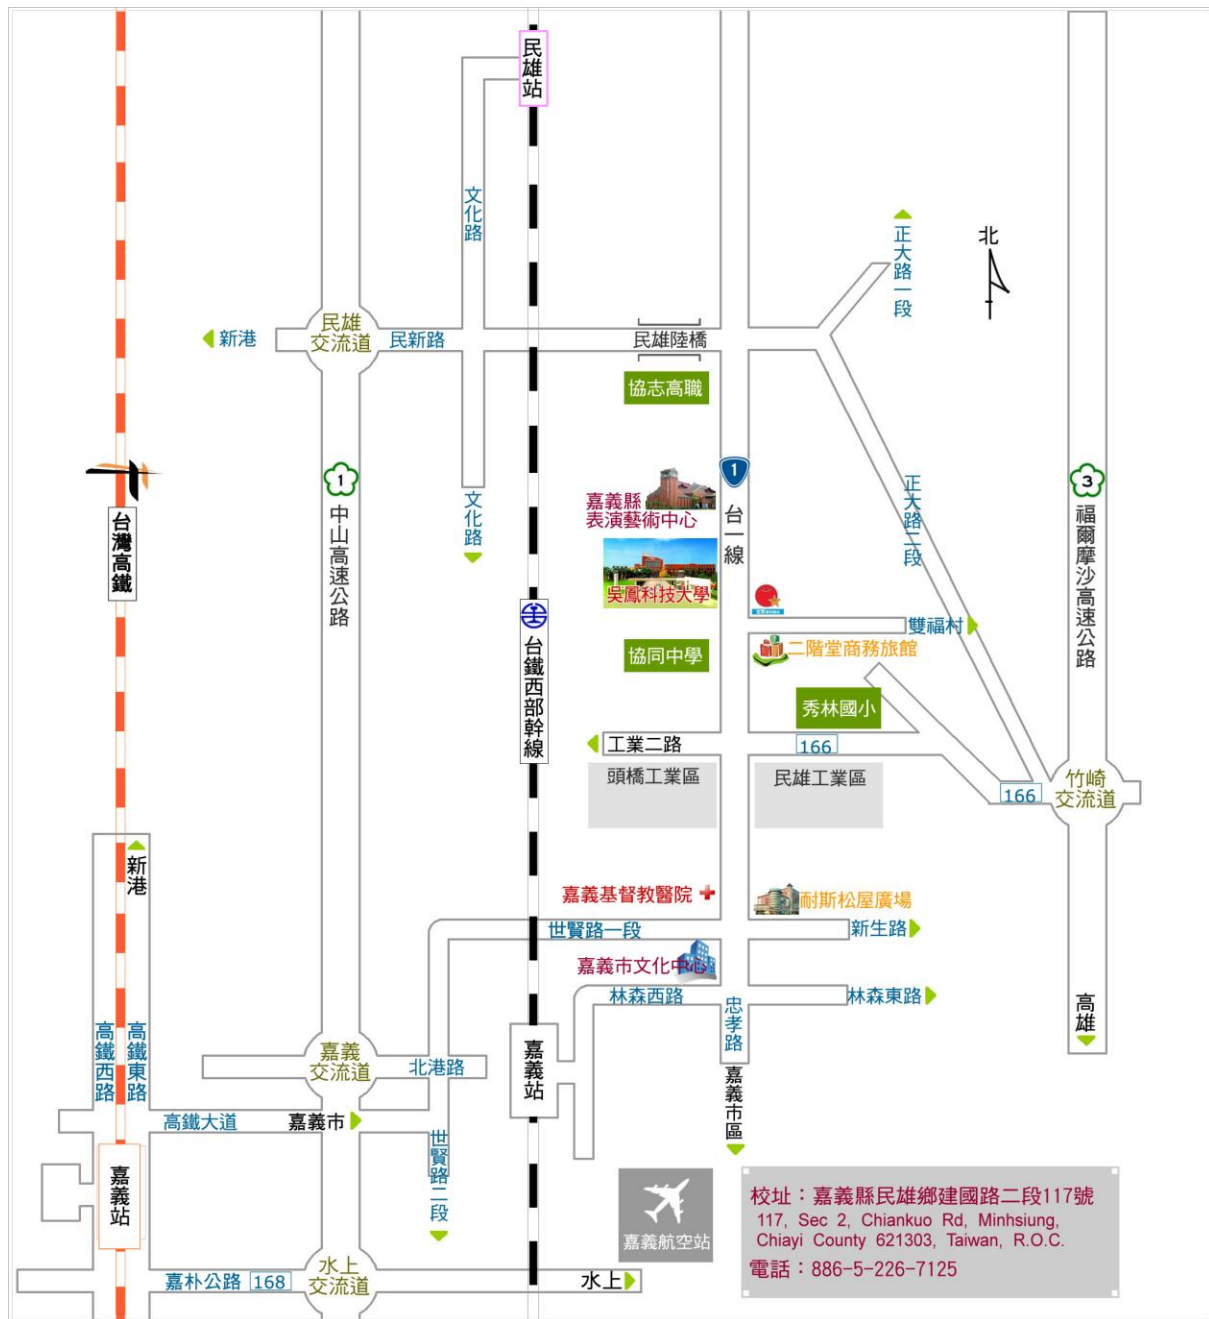 民雄站
文化路
正大路一段
北
新港
民雄
交流道
民新路
民雄陸橋
協志高職
1
1
3
嘉義縣
表演藝術中心
文化路
台一線
正大路二段
台灣高鐵
中山高速公路
福爾摩沙高速公路
吳鳳科技大學
雙福村
台鐵西部幹線
協同中學
二階堂商務旅館
秀林國小
工業二路
166
頭橋工業區
民雄工業區
166
竹崎
交流道
新港
嘉義基督教醫院
耐斯松屋廣場
世賢路一段
新生路
嘉義市文化中心
林森西路
林森東路
高鐵西路
高鐵東路
忠孝路
高雄
嘉義
交流道
北港路
嘉義站
高鐵大道
嘉義市
嘉義市區
世賢路二段
嘉義站
嘉義航空站
校址：嘉義縣民雄鄉建國路二段117號
117, Sec 2, Chiankuo Rd, Minhsiung,
Chiayi County 621303, Taiwan, R.O.C.
電話：886-5-226-7125
嘉朴公路
168
水上
交流道
水上